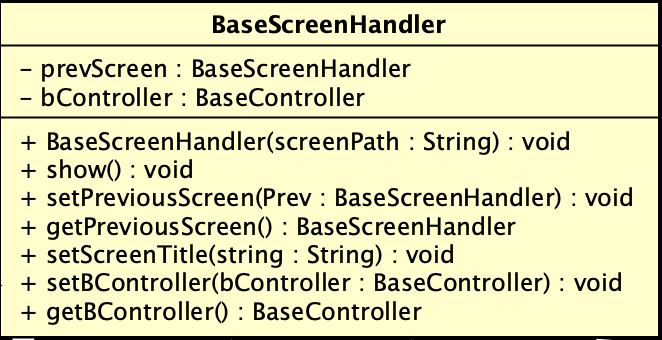 BaseScreenHandler
- prevScreen : BaseScreenHandler
- bController : BaseController
+ BaseScreenHandler(screenPath : String) : void
+ show() : void
+ setPreviousScreen(Prev : BaseScreenHandler) : void
+ getPreviousScreen() : BaseScreenHandler
+ setScreenTitle(string : String) : void
+ setBController(bController : BaseController) : void
+ getBController() : BaseController